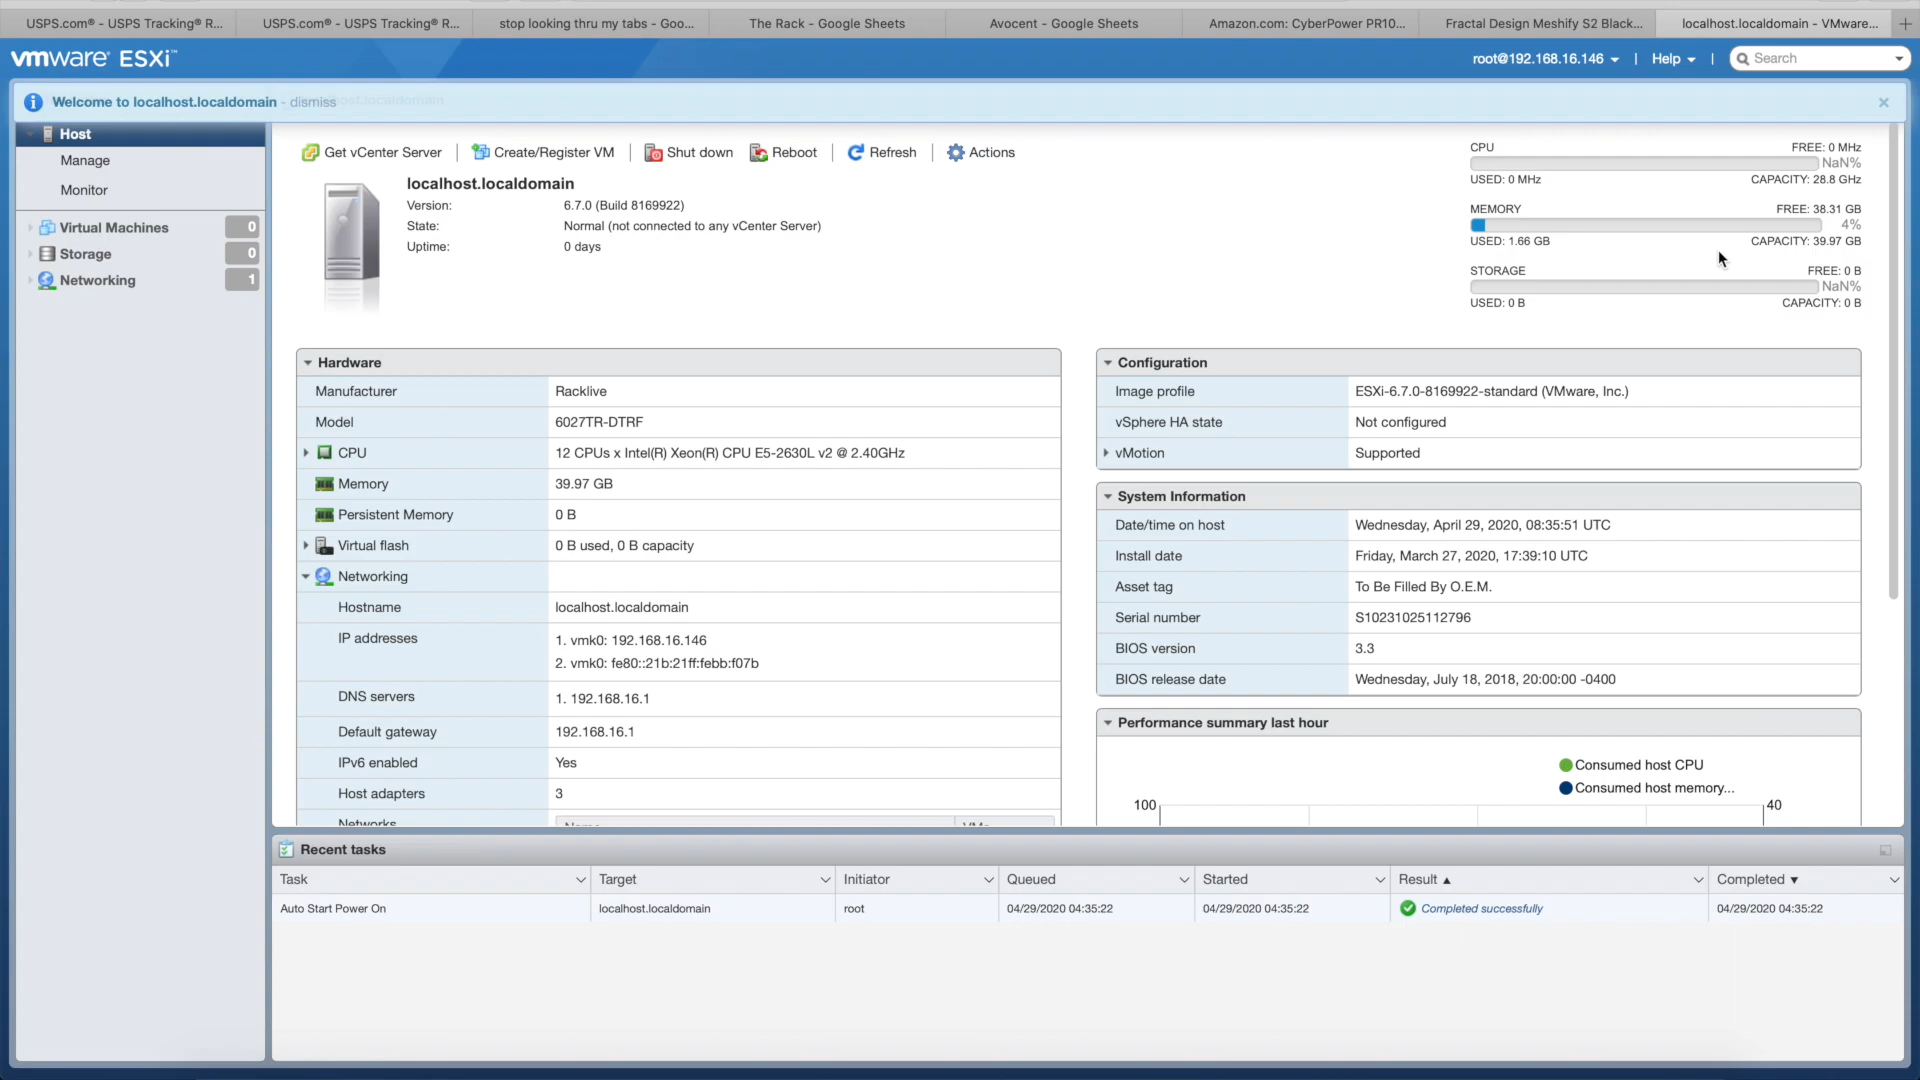 USPS.com® - USPS Tracking® R...
USPS.com® - USPS Tracking® R...
stop looking thru my tabs - Goo...
The Rack - Google Sheets
Avocent - Google Sheets
Amazon.com: CyberPower PR10...
Fractal Design Meshify S2 Black...
localhost.localdomain - VMware...
vmware® ESXi™
root@192.168.16.146
Help
Search
Welcome to localhost.localdomain - dismiss
Host
Manage
Monitor
Virtual Machines 0
Storage 0
Networking 1
Get vCenter Server
Create/Register VM
Shut down
Reboot
Refresh
Actions
localhost.localdomain
Version: 6.7.0 (Build 8169922)
State: Normal (not connected to any vCenter Server)
Uptime: 0 days
CPU FREE: 0 MHz
NaN%
USED: 0 MHz CAPACITY: 28.8 GHz
MEMORY FREE: 38.31 GB
4%
USED: 1.66 GB CAPACITY: 39.97 GB
STORAGE FREE: 0 B
NaN%
USED: 0 B CAPACITY: 0 B
Hardware
Manufacturer Racklive
Model 6027TR-DTRF
CPU 12 CPUs x Intel(R) Xeon(R) CPU E5-2630L v2 @ 2.40GHz
Memory 39.97 GB
Persistent Memory 0 B
Virtual flash 0 B used, 0 B capacity
Networking
Hostname localhost.localdomain
IP addresses 1. vmk0: 192.168.16.146
2. vmk0: fe80::21b:21ff:febb:f07b
DNS servers 1. 192.168.16.1
Default gateway 192.168.16.1
IPv6 enabled Yes
Host adapters 3
Networks Name VMs
Configuration
Image profile ESXi-6.7.0-8169922-standard (VMware, Inc.)
vSphere HA state Not configured
vMotion Supported
System Information
Date/time on host Wednesday, April 29, 2020, 08:35:51 UTC
Install date Friday, March 27, 2020, 17:39:10 UTC
Asset tag To Be Filled By O.E.M.
Serial number S10231025112796
BIOS version 3.3
BIOS release date Wednesday, July 18, 2018, 20:00:00 -0400
Performance summary last hour
Consumed host CPU
Consumed host memory...
100 40
Recent tasks
Task Target Initiator Queued Started Result ▲ Completed ▼
Auto Start Power On localhost.localdomain root 04/29/2020 04:35:22 04/29/2020 04:35:22 Completed successfully 04/29/2020 04:35:22